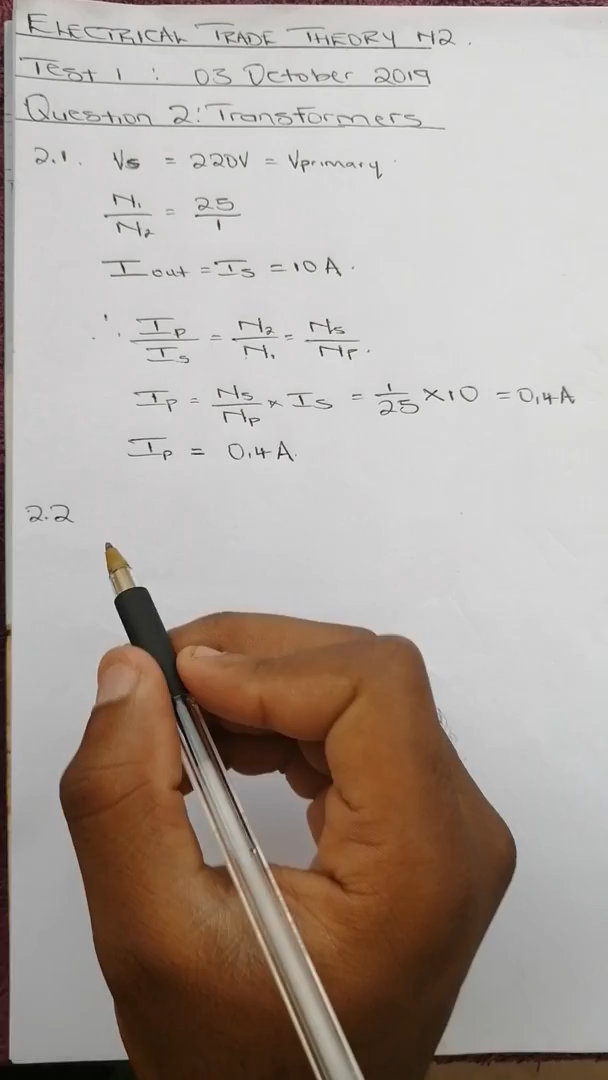 ELECTRICAL TRADE THEORY N2.
Test 1 : 03 October 2019
Question 2: Transformers
2.1. Vs = 220V = Vprimary.
N₁/N₂ = 25/1
Iout = Is = 10A.
∴ Ip/Is = N₂/N₁ = Ns/Np.
Ip = Ns/Np × Is = 1/25 × 10 = 0,4A
Ip = 0,4A.
2.2